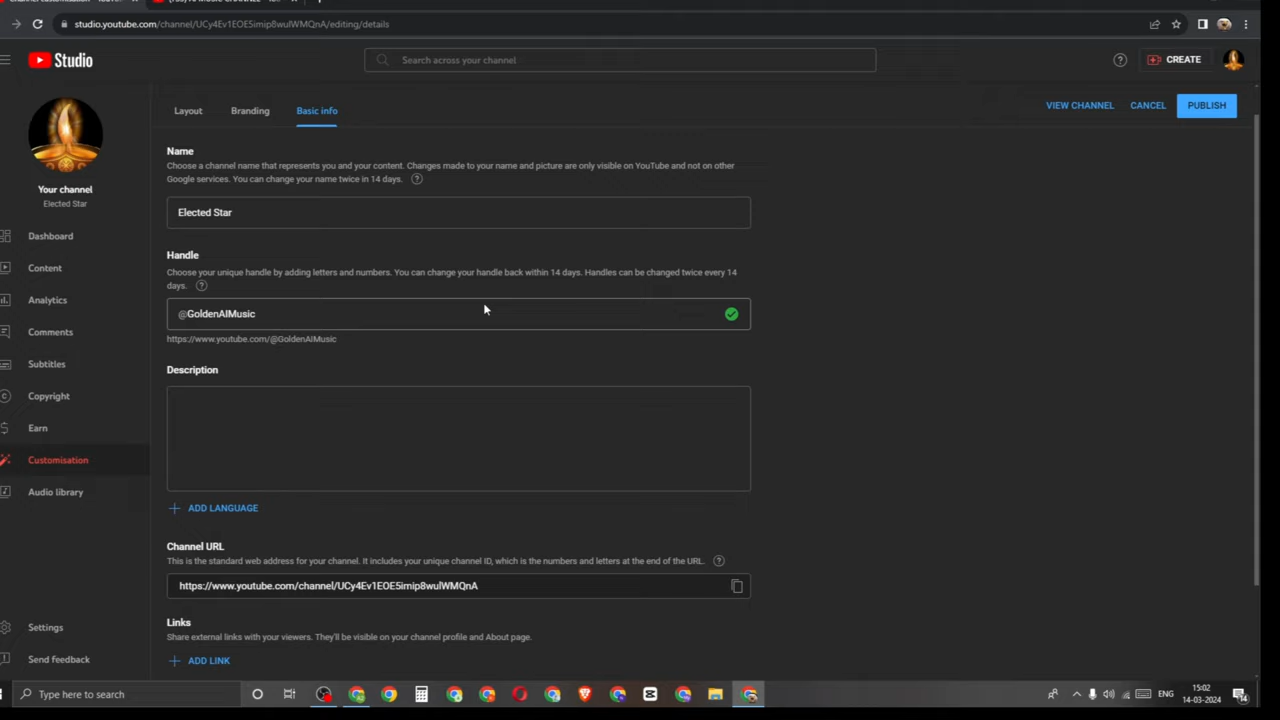 studio.youtube.com/channel/UCy4Ev1EOE5imip8wulWMQnA/editing/details
Studio
Search across your channel
CREATE
Layout
Branding
Basic info
VIEW CHANNEL
CANCEL
PUBLISH
Your channel
Elected Star
Dashboard
Content
Analytics
Comments
Subtitles
Copyright
Earn
Customisation
Audio library
Settings
Send feedback
Name
Choose a channel name that represents you and your content. Changes made to your name and picture are only visible on YouTube and not on other
Google services. You can change your name twice in 14 days.
Elected Star
Handle
Choose your unique handle by adding letters and numbers. You can change your handle back within 14 days. Handles can be changed twice every 14
days.
@GoldenAIMusic
https://www.youtube.com/@GoldenAIMusic
Description
ADD LANGUAGE
Channel URL
This is the standard web address for your channel. It includes your unique channel ID, which is the numbers and letters at the end of the URL.
https://www.youtube.com/channel/UCy4Ev1EOE5imip8wulWMQnA
Links
Share external links with your viewers. They'll be visible on your channel profile and About page.
ADD LINK
Type here to search
ENG
15:02
14-03-2024